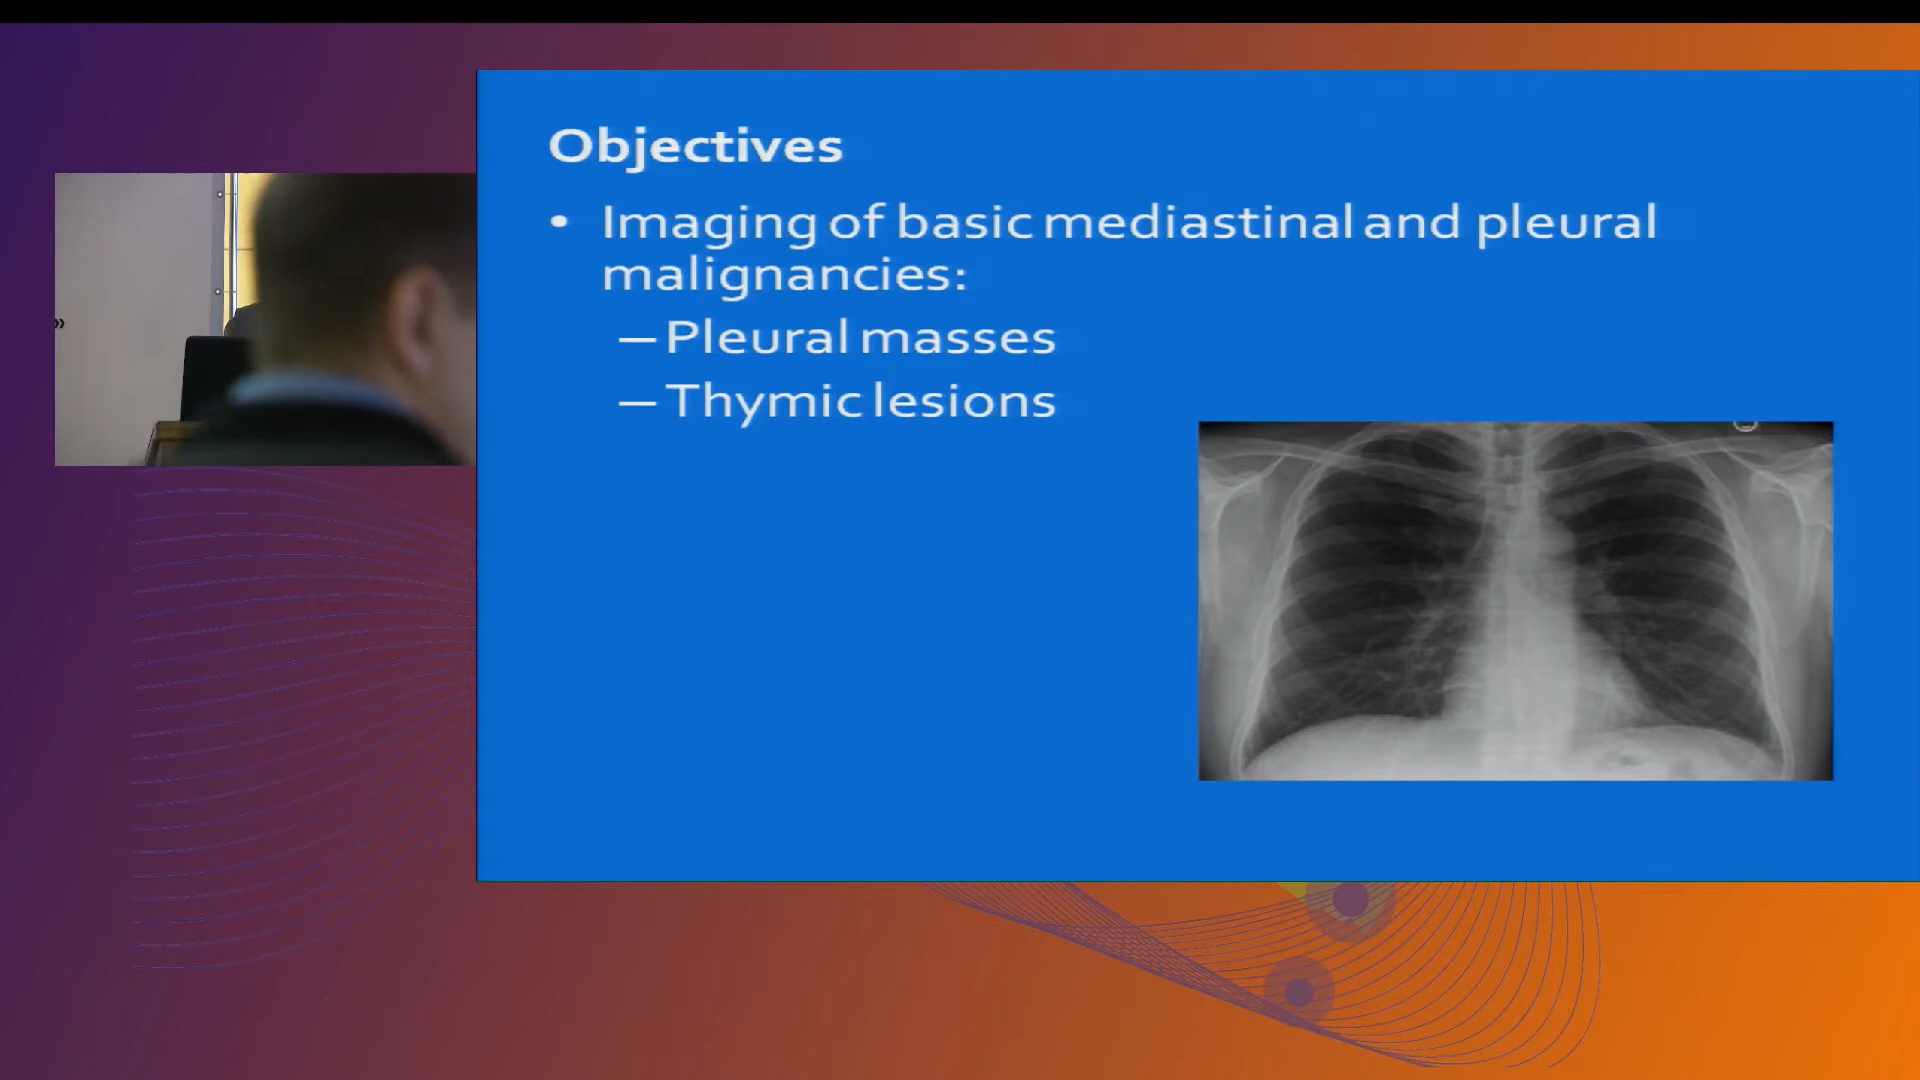 Objectives
• Imaging of basic mediastinal and pleural
malignancies:
— Pleural masses
— Thymic lesions
»